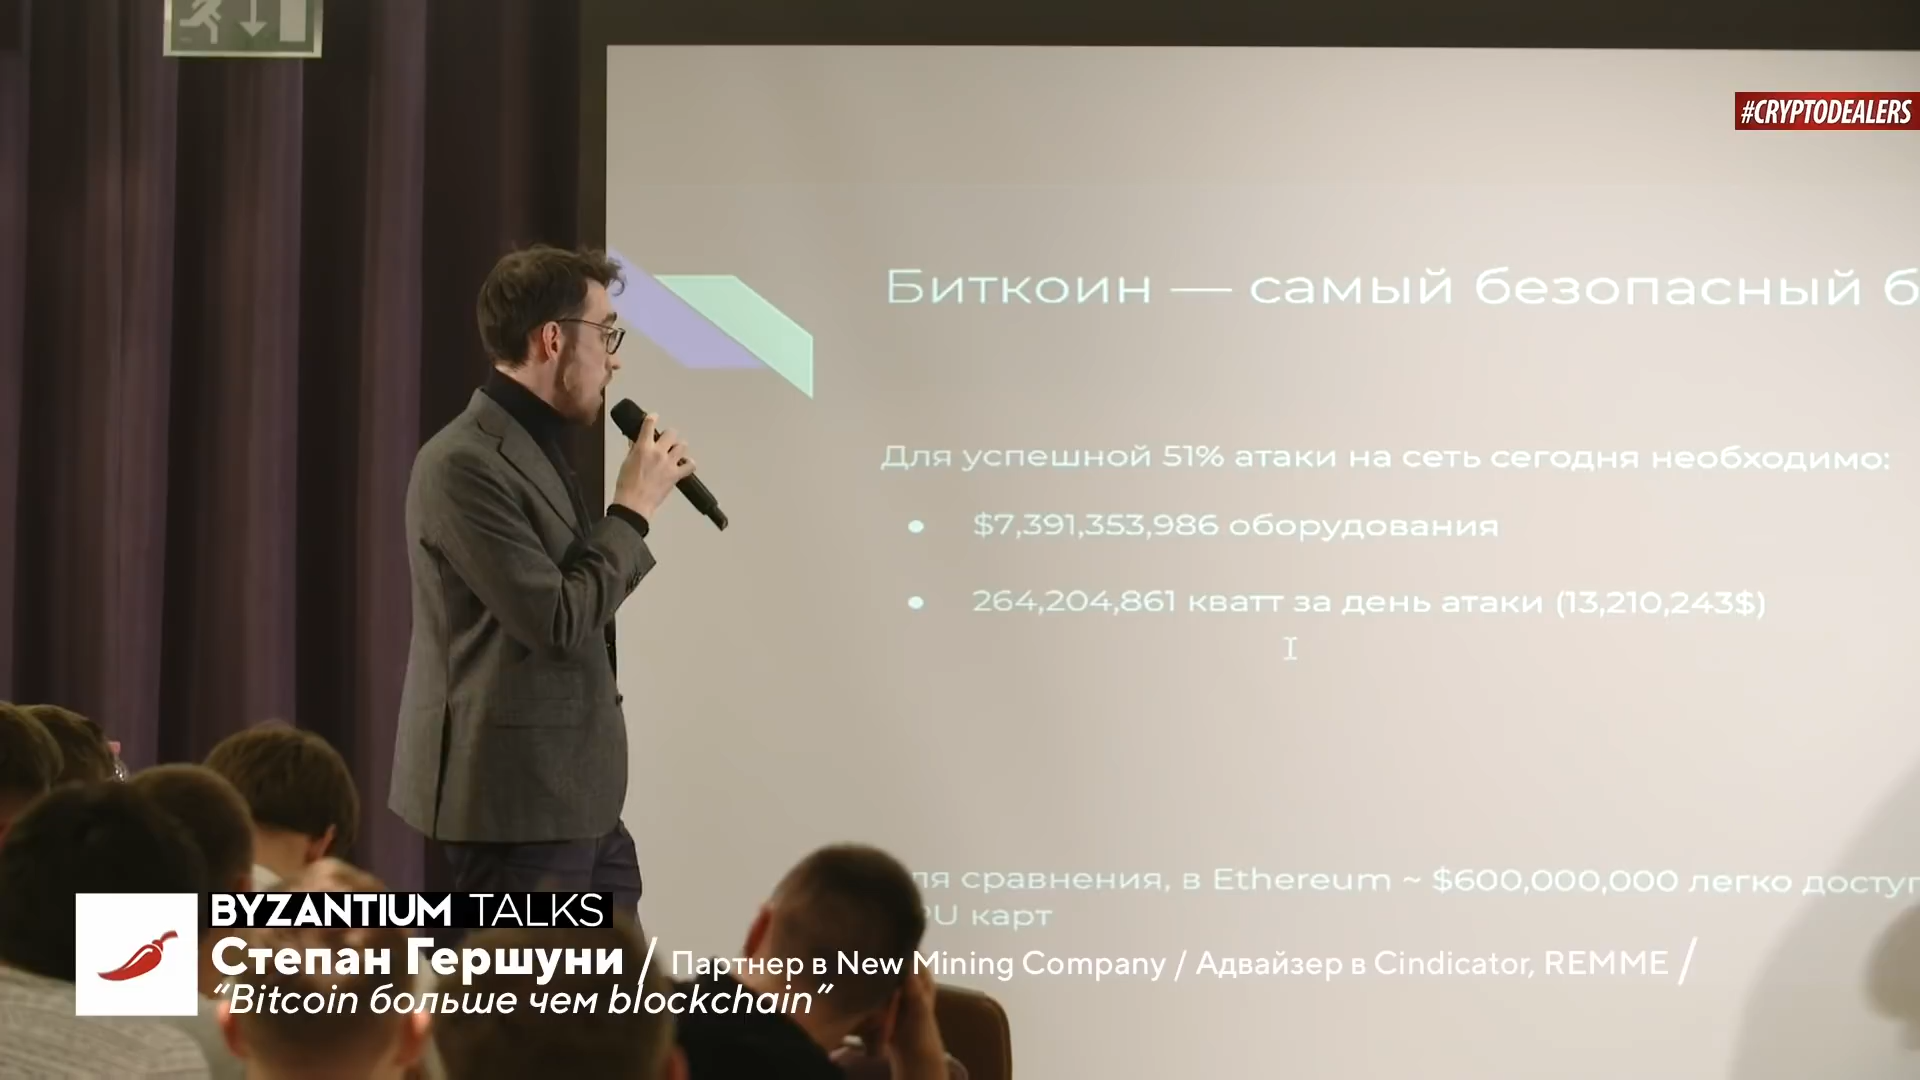 #CRYPTODEALERS
Биткоин — самый безопасный
Для успешной 51% атаки на сеть сегодня необходимо:
• $7,391,353,986 оборудования
• 264,204,861 кватт за день атаки (13,210,243$)
сравнения, в Ethereum ~ $600,000,000 легко
карт
BYZANTIUM TALKS
Степан Гершуни / Партнер в New Mining Company / Адвайзер в Cindicator, REMME /
“Bitcoin больше чем blockchain”